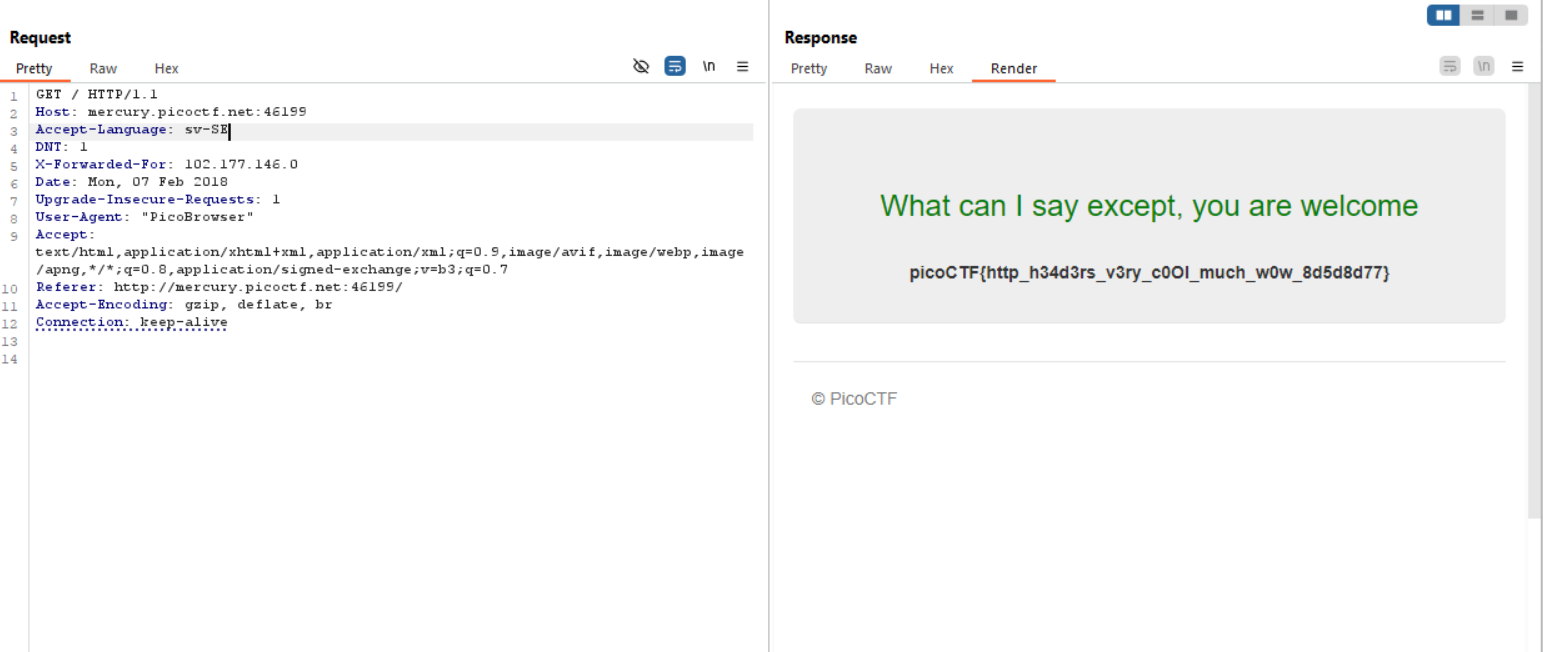 Request
Pretty Raw Hex \n
1 GET / HTTP/1.1
2 Host: mercury.picoctf.net:46199
3 Accept-Language: sv-SE
4 DNT: 1
5 X-Forwarded-For: 102.177.146.0
6 Date: Mon, 07 Feb 2018
7 Upgrade-Insecure-Requests: 1
8 User-Agent: "PicoBrowser"
9 Accept:
text/html,application/xhtml+xml,application/xml;q=0.9,image/avif,image/webp,image
/apng,*/*;q=0.8,application/signed-exchange;v=b3;q=0.7
10 Referer: http://mercury.picoctf.net:46199/
11 Accept-Encoding: gzip, deflate, br
12 Connection: keep-alive
13
14
Response
Pretty Raw Hex Render \n
What can I say except, you are welcome
picoCTF{http_h34d3rs_v3ry_c0Ol_much_w0w_8d5d8d77}
© PicoCTF